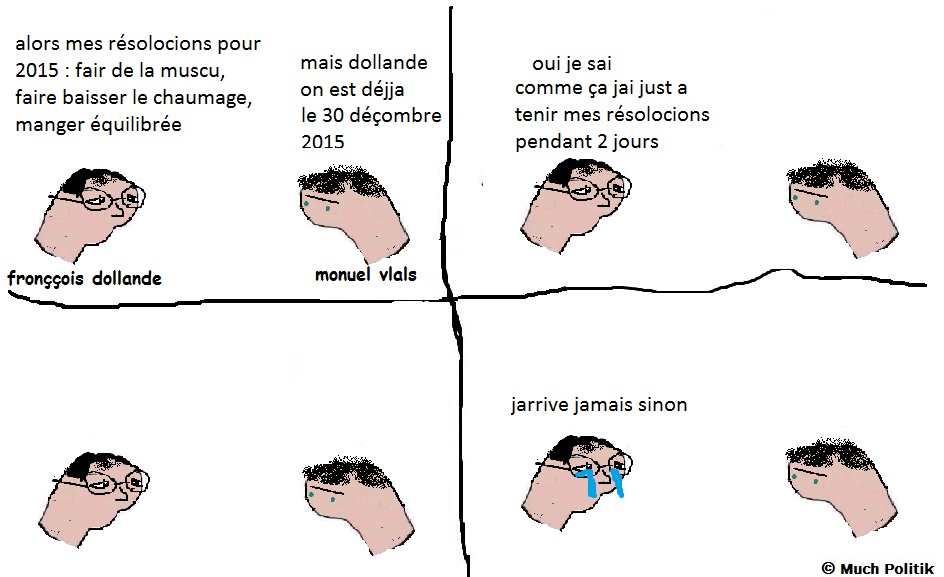 alors mes résolocions pour
2015 : fair de la muscu,
faire baisser le chaumage,
manger équilibrée
mais dollande
on est déjja
le 30 déçombre
2015
fronççois dollande
monuel vlals
oui je sai
comme ça jai just a
tenir mes résolocions
pendant 2 jours
jarrive jamais sinon
© Much Politik